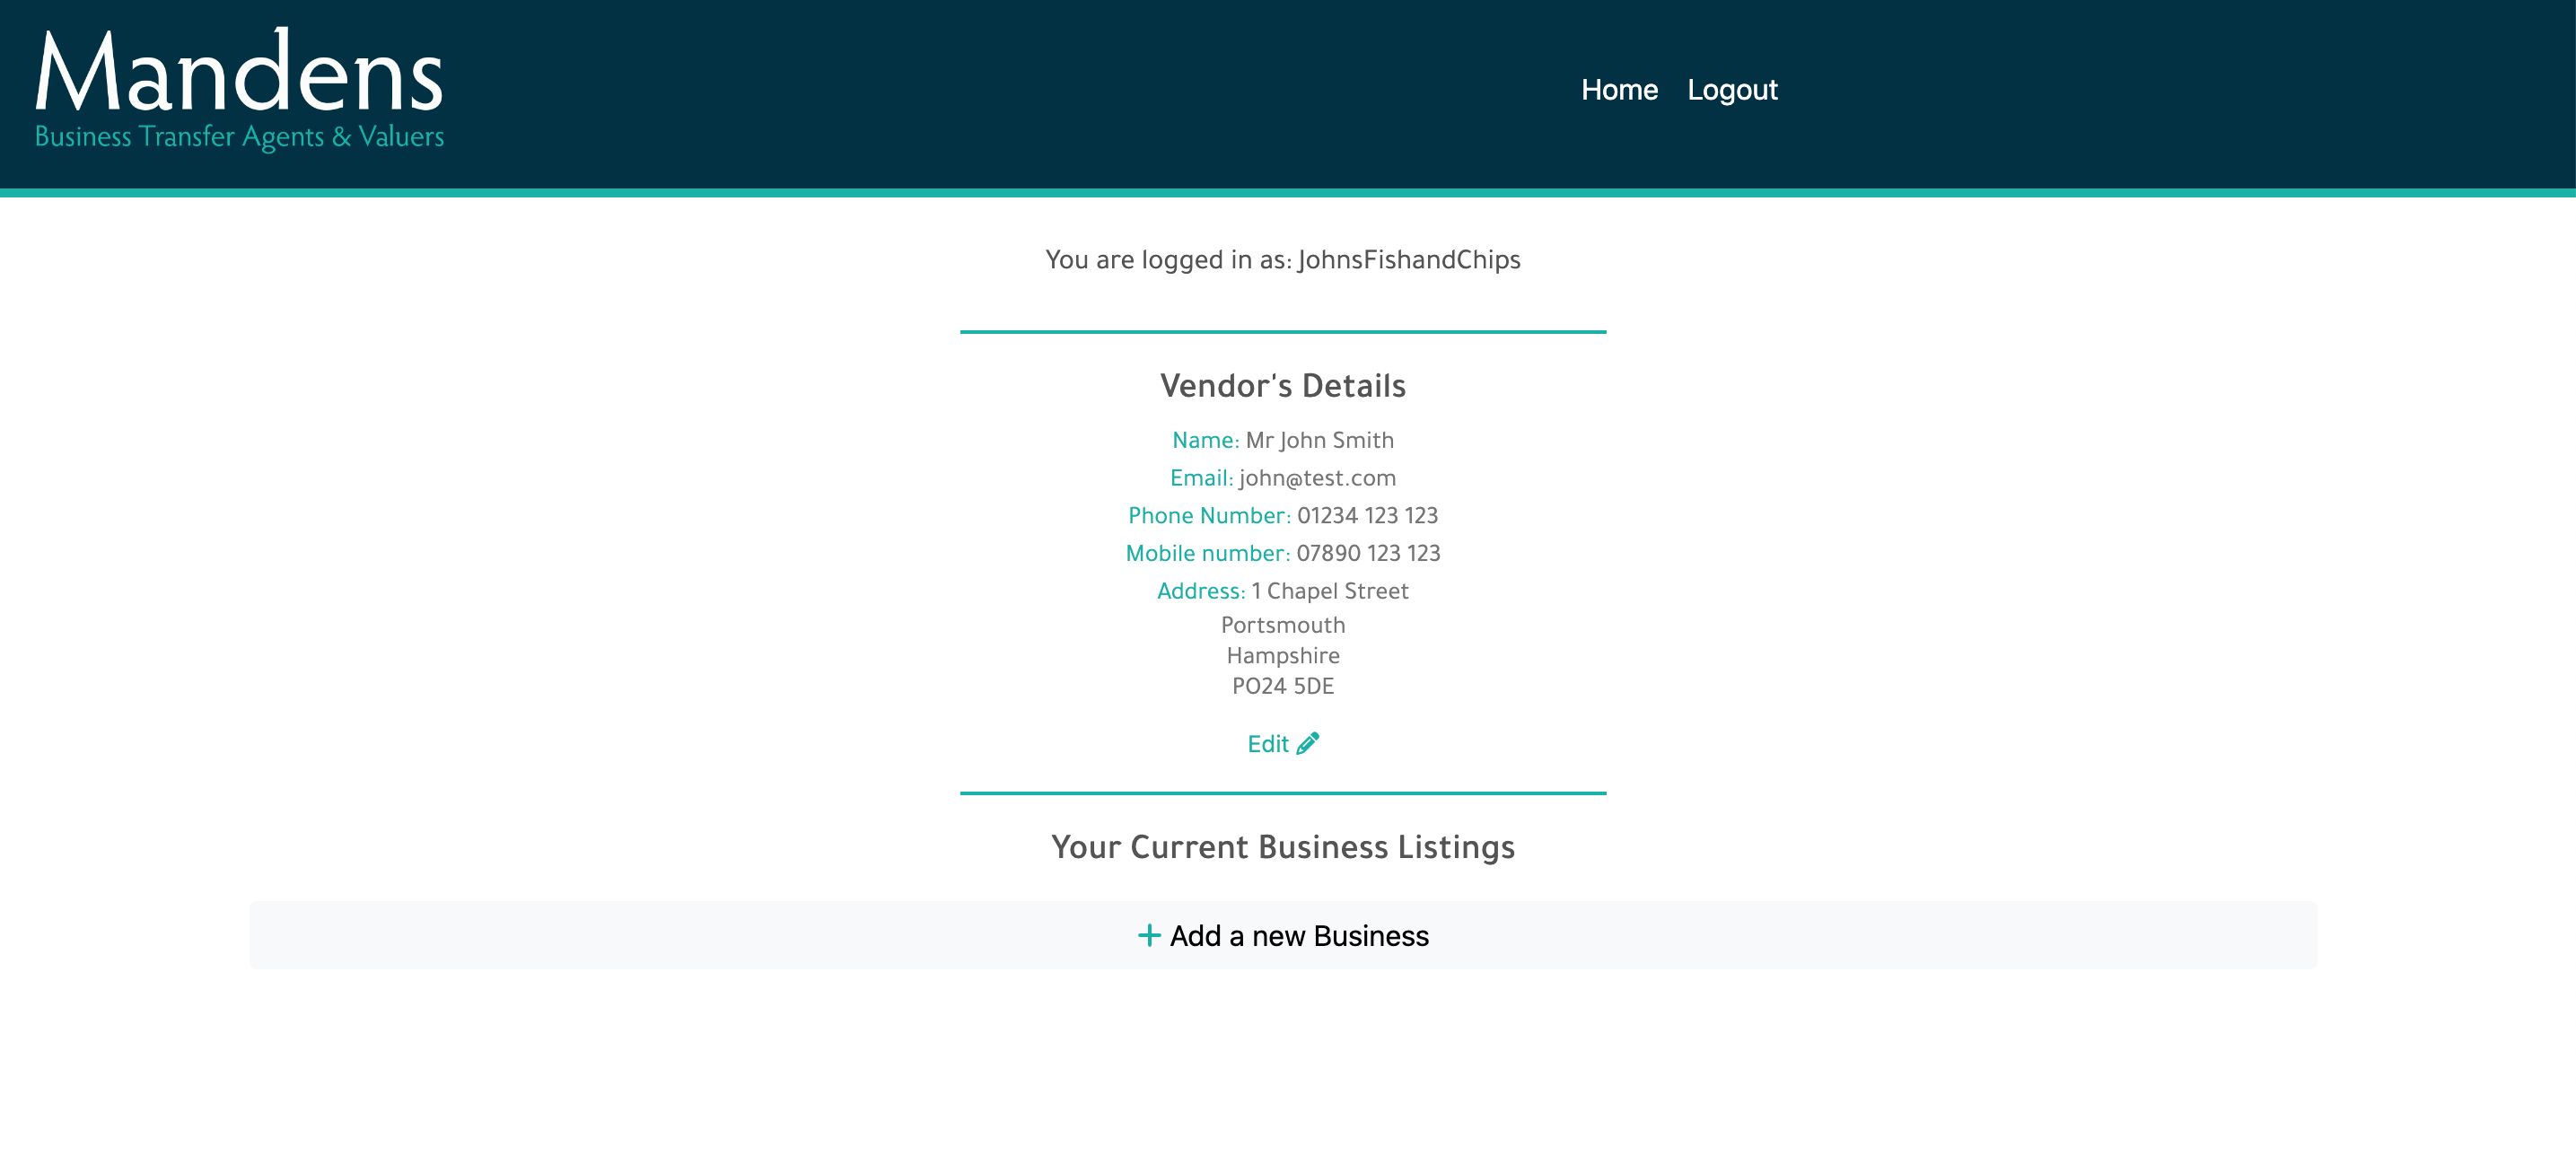 Mandens
Business Transfer Agents & Valuers
Home Logout
You are logged in as: JohnsFishandChips
Vendor's Details
Name: Mr John Smith
Email: john@test.com
Phone Number: 01234 123 123
Mobile number: 07890 123 123
Address: 1 Chapel Street
Portsmouth
Hampshire
PO24 5DE
Edit
Your Current Business Listings
+ Add a new Business